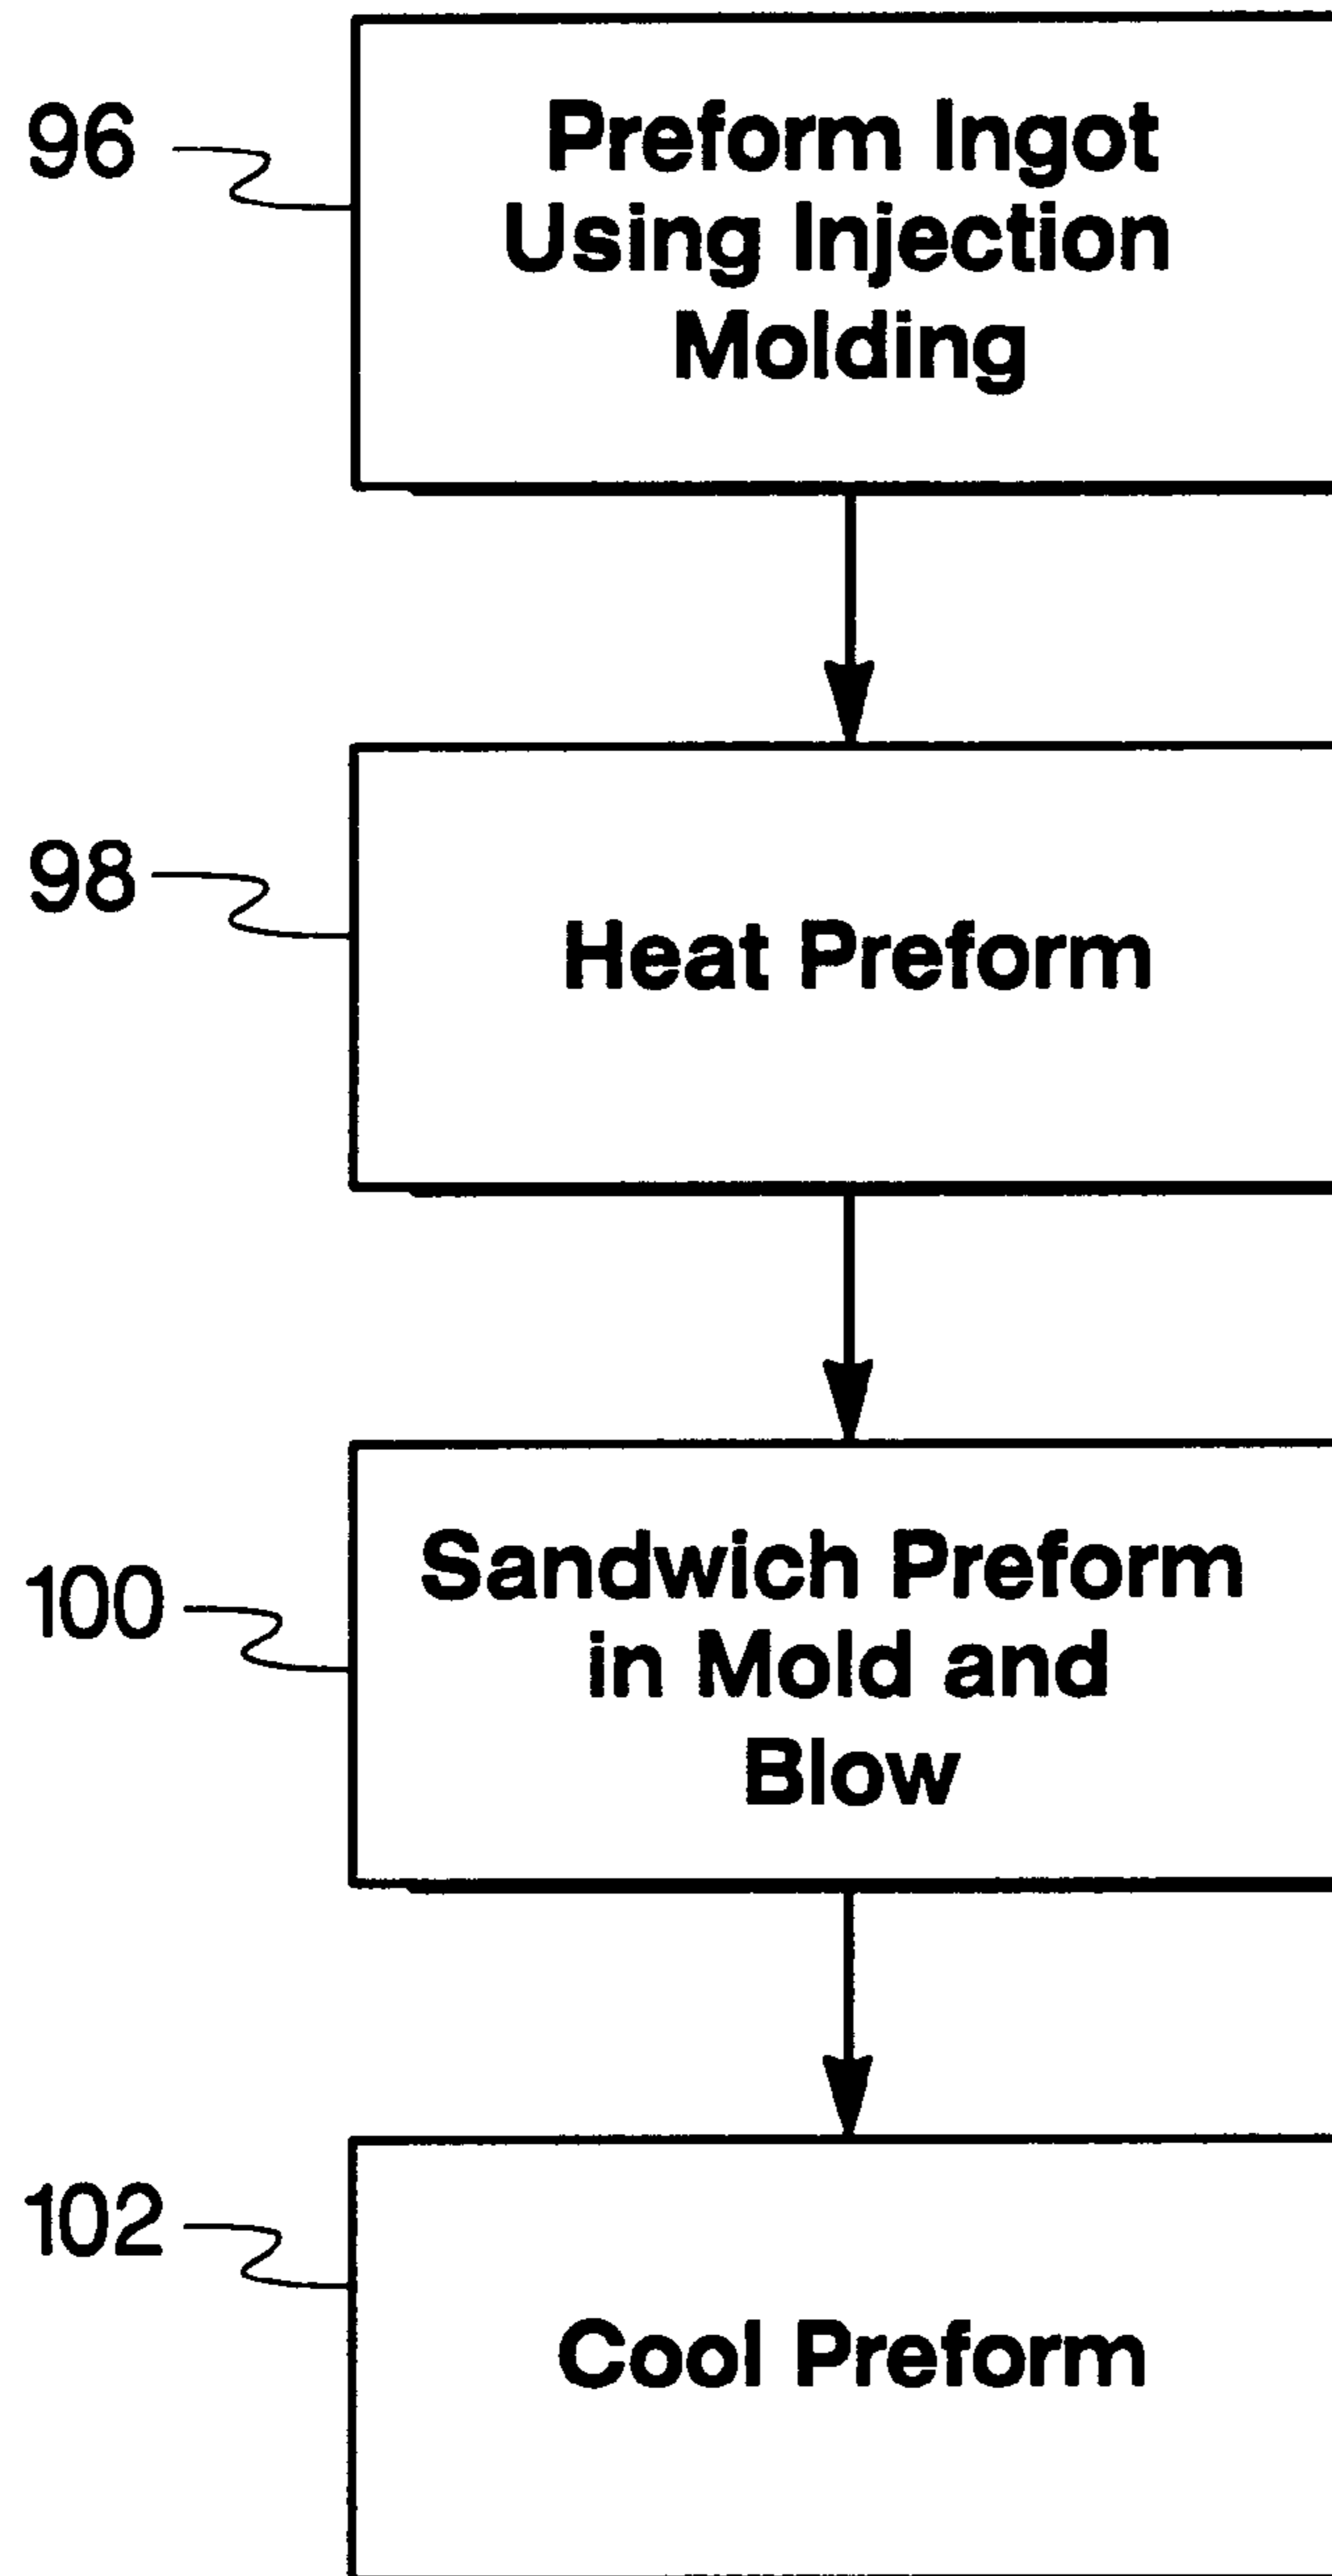 96
Preform Ingot
Using Injection
Molding
98
Heat Preform
100
Sandwich Preform
in Mold and
Blow
102
Cool Preform